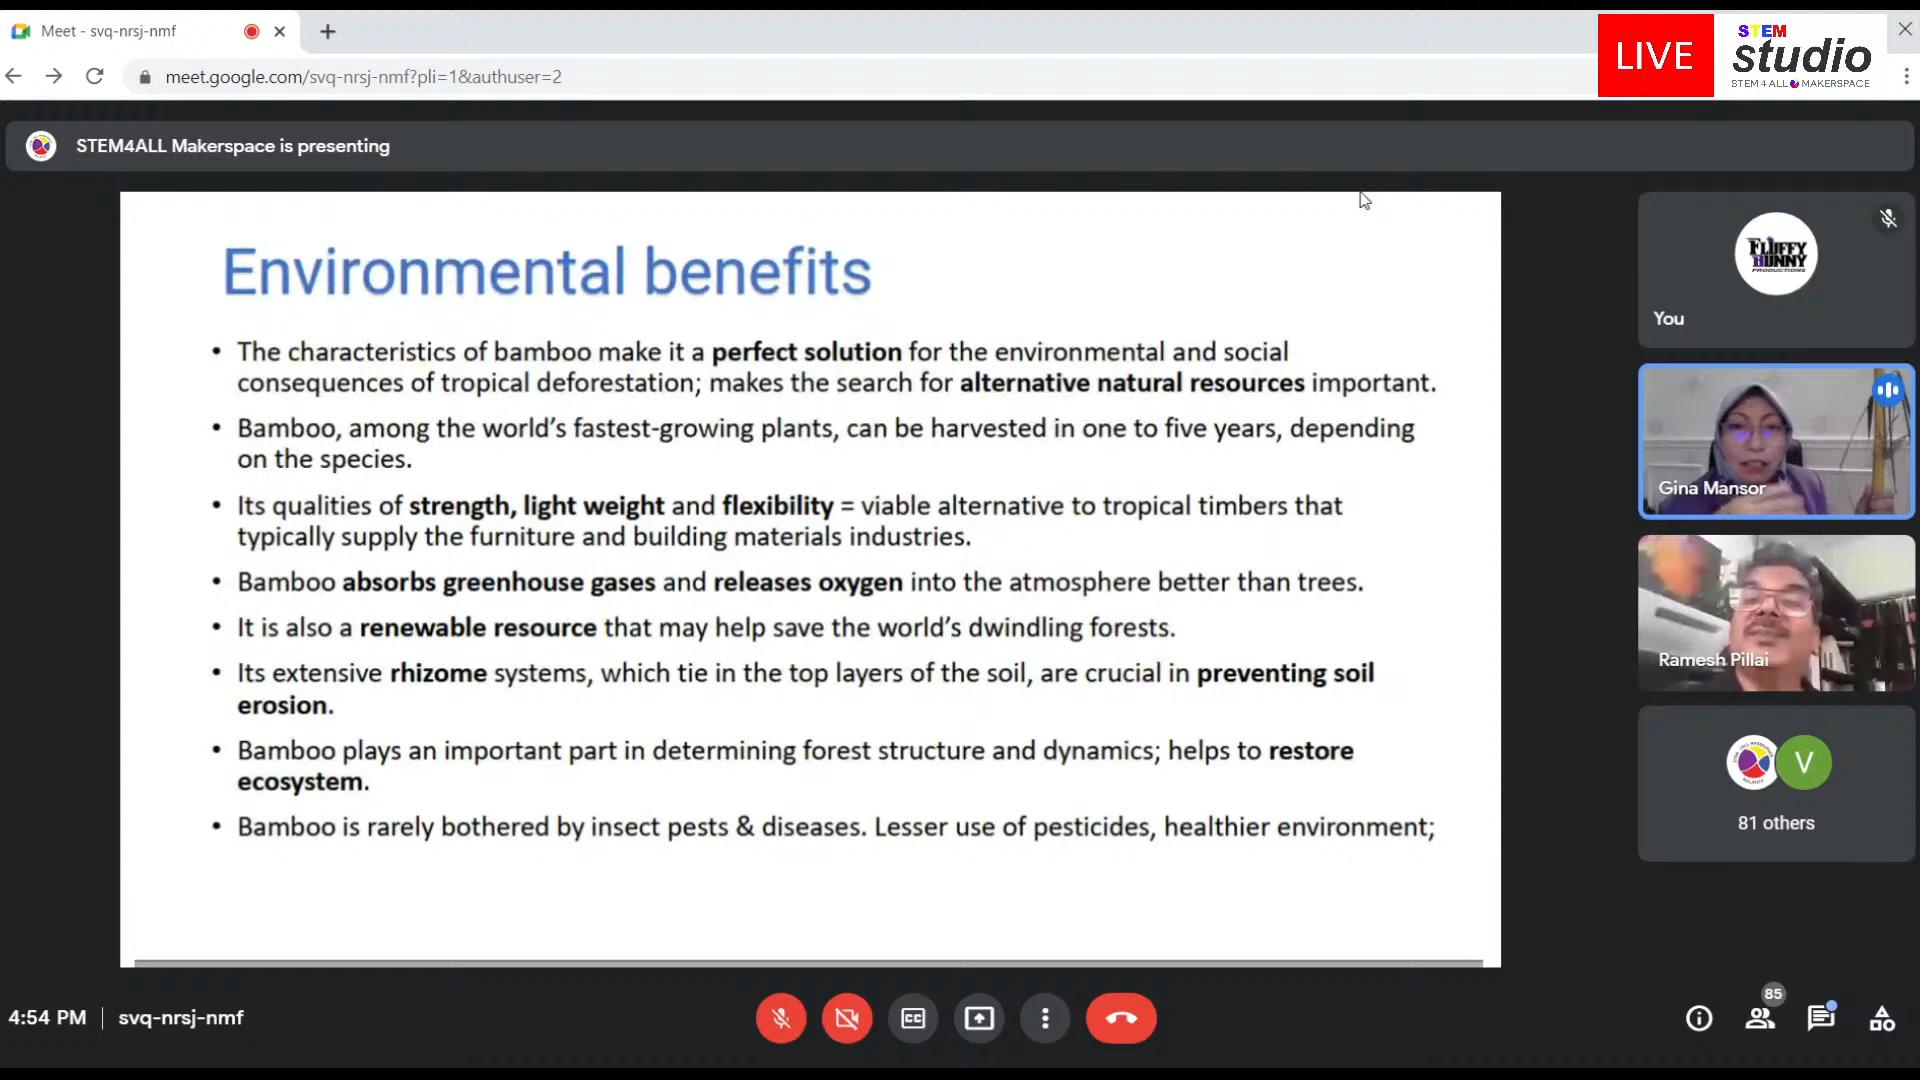 Meet - svq-nrsj-nmf
meet.google.com/svq-nrsj-nmf?pli=1&authuser=2
LIVE
STEM
studio
STEM4ALL MAKERSPACE
STEM4ALL Makerspace is presenting
Environmental benefits
• The characteristics of bamboo make it a perfect solution for the environmental and social
consequences of tropical deforestation; makes the search for alternative natural resources important.
• Bamboo, among the world's fastest-growing plants, can be harvested in one to five years, depending
on the species.
• Its qualities of strength, light weight and flexibility = viable alternative to tropical timbers that
typically supply the furniture and building materials industries.
• Bamboo absorbs greenhouse gases and releases oxygen into the atmosphere better than trees.
• It is also a renewable resource that may help save the world's dwindling forests.
• Its extensive rhizome systems, which tie in the top layers of the soil, are crucial in preventing soil
erosion.
• Bamboo plays an important part in determining forest structure and dynamics; helps to restore
ecosystem.
• Bamboo is rarely bothered by insect pests & diseases. Lesser use of pesticides, healthier environment;
FLUFFY
BUNNY
PRODUCTIONS
You
Gina Mansor
Ramesh Pillai
V
81 others
4:54 PM
svq-nrsj-nmf
CC
85